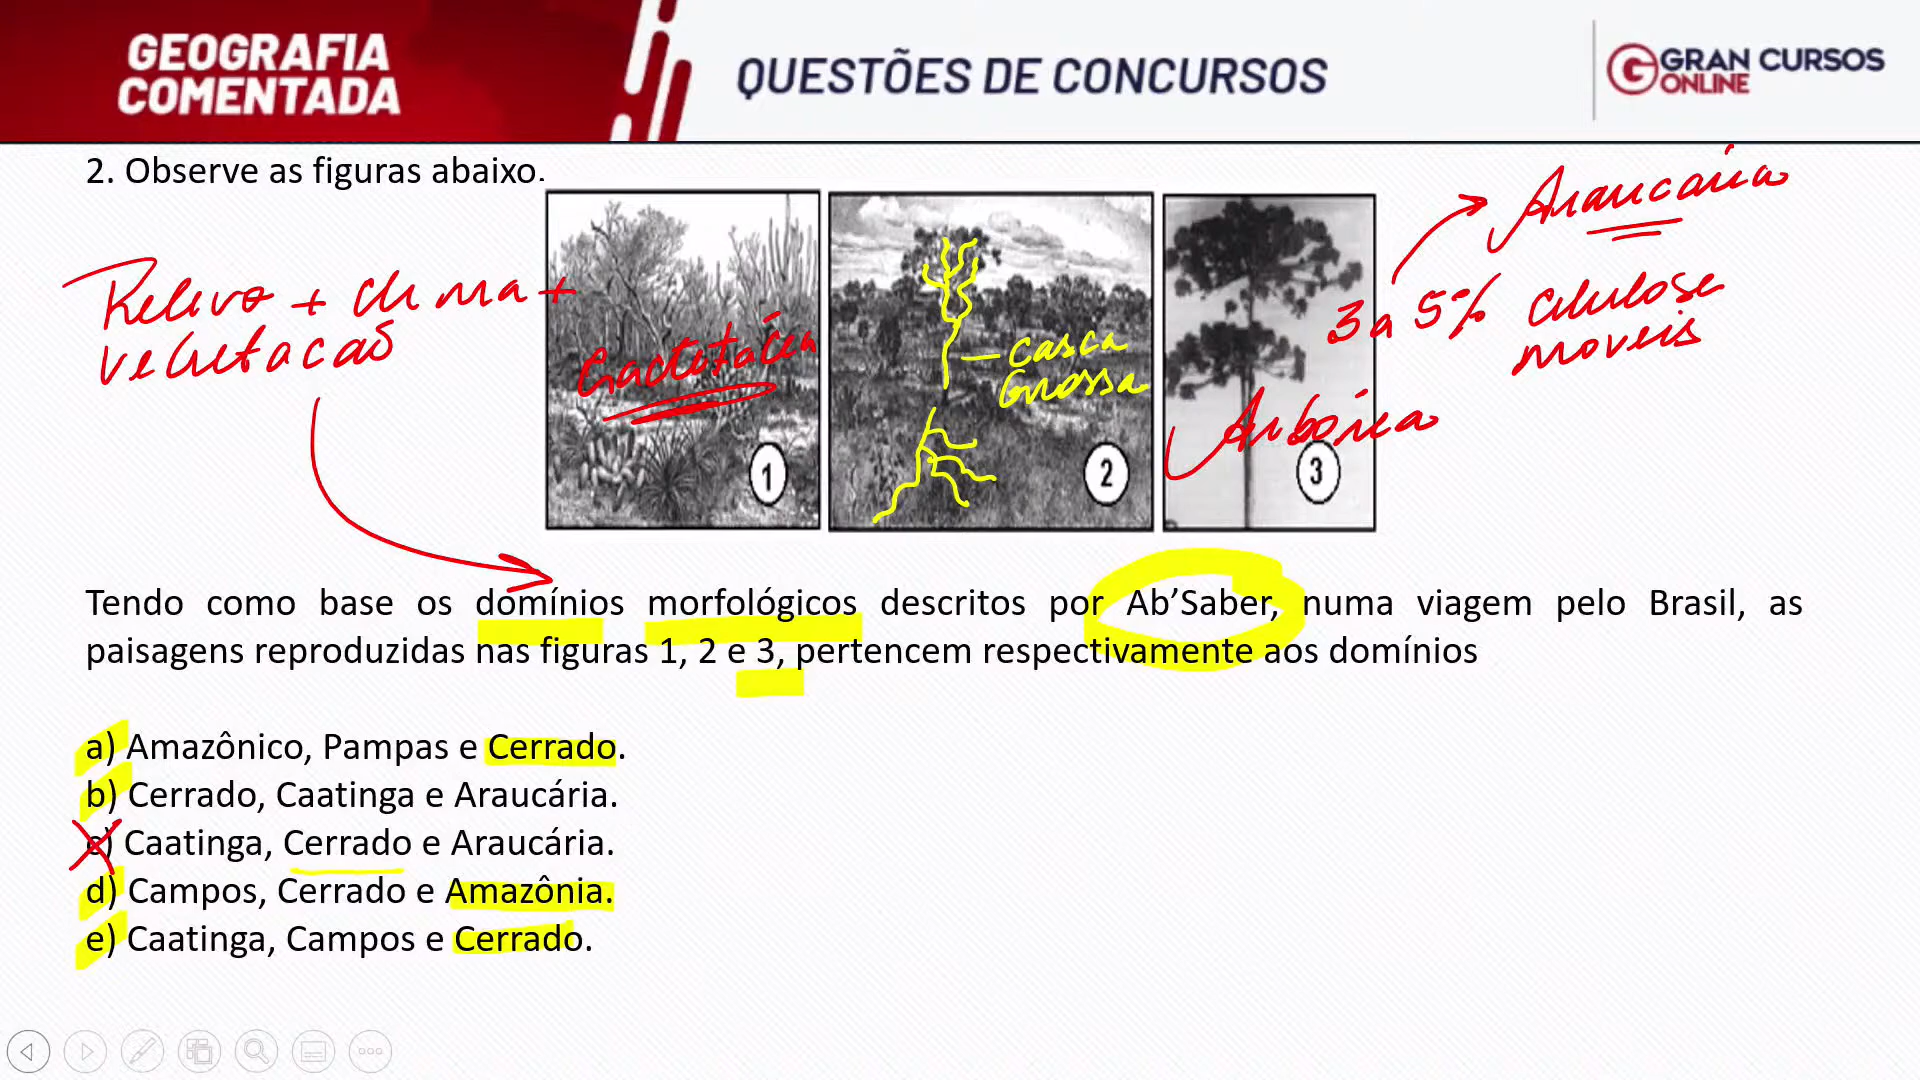 GEOGRAFIA
COMENTADA
QUESTÕES DE CONCURSOS
GRAN CURSOS
ONLINE
2. Observe as figuras abaixo.
Araucária
Relevo + clima +
vegetação
3 a 5% celulose
moveis
Cactácea
casca
Grossa
Arbórea
1
2
3
Tendo como base os domínios morfológicos descritos por Ab’Saber, numa viagem pelo Brasil, as
paisagens reproduzidas nas figuras 1, 2 e 3, pertencem respectivamente aos domínios
a) Amazônico, Pampas e Cerrado.
b) Cerrado, Caatinga e Araucária.
c) Caatinga, Cerrado e Araucária.
d) Campos, Cerrado e Amazônia.
e) Caatinga, Campos e Cerrado.